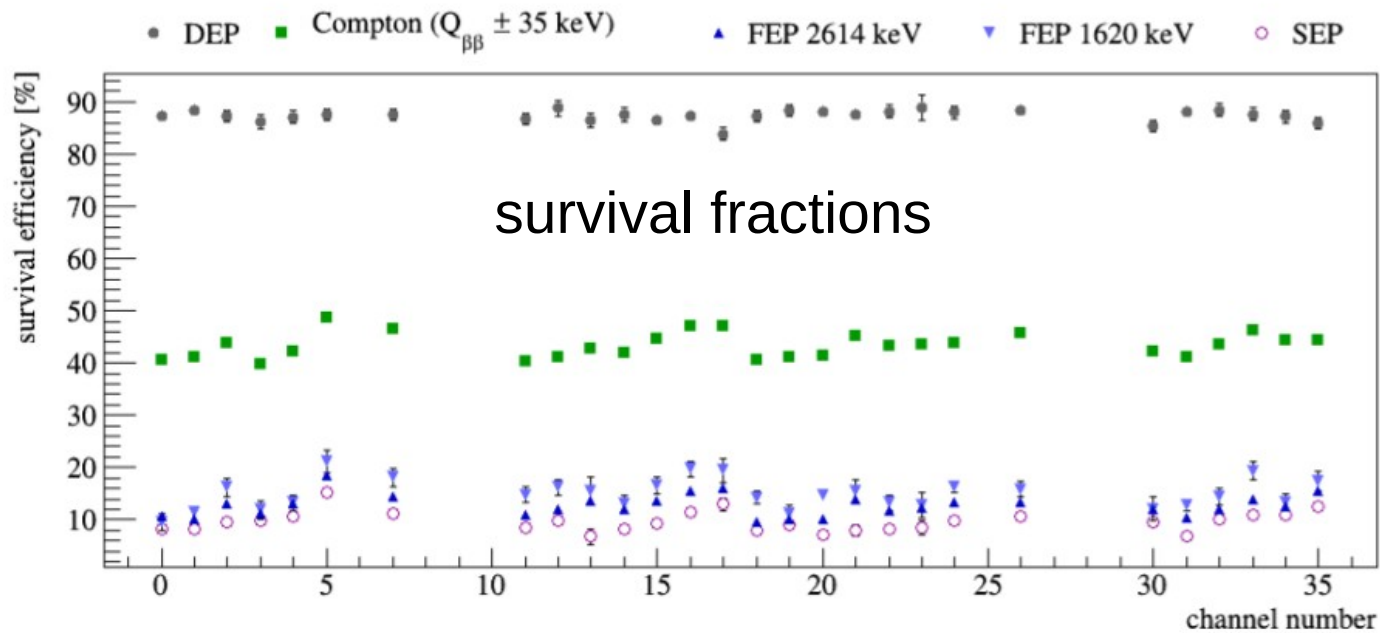 DEP Compton (Qββ ± 35 keV) FEP 2614 keV FEP 1620 keV SEP
survival efficiency [%]
90
80
70
60
50
40
30
20
10
survival fractions
0 5 10 15 20 25 30 35
channel number